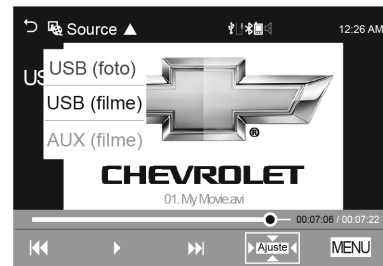 Source ▲ 12:26 AM
US
USB (foto)
USB (filme)
AUX (filme)
®
CHEVROLET
01. My Movie.avi
00:07:06 / 00:07:22
Ajuste MENU